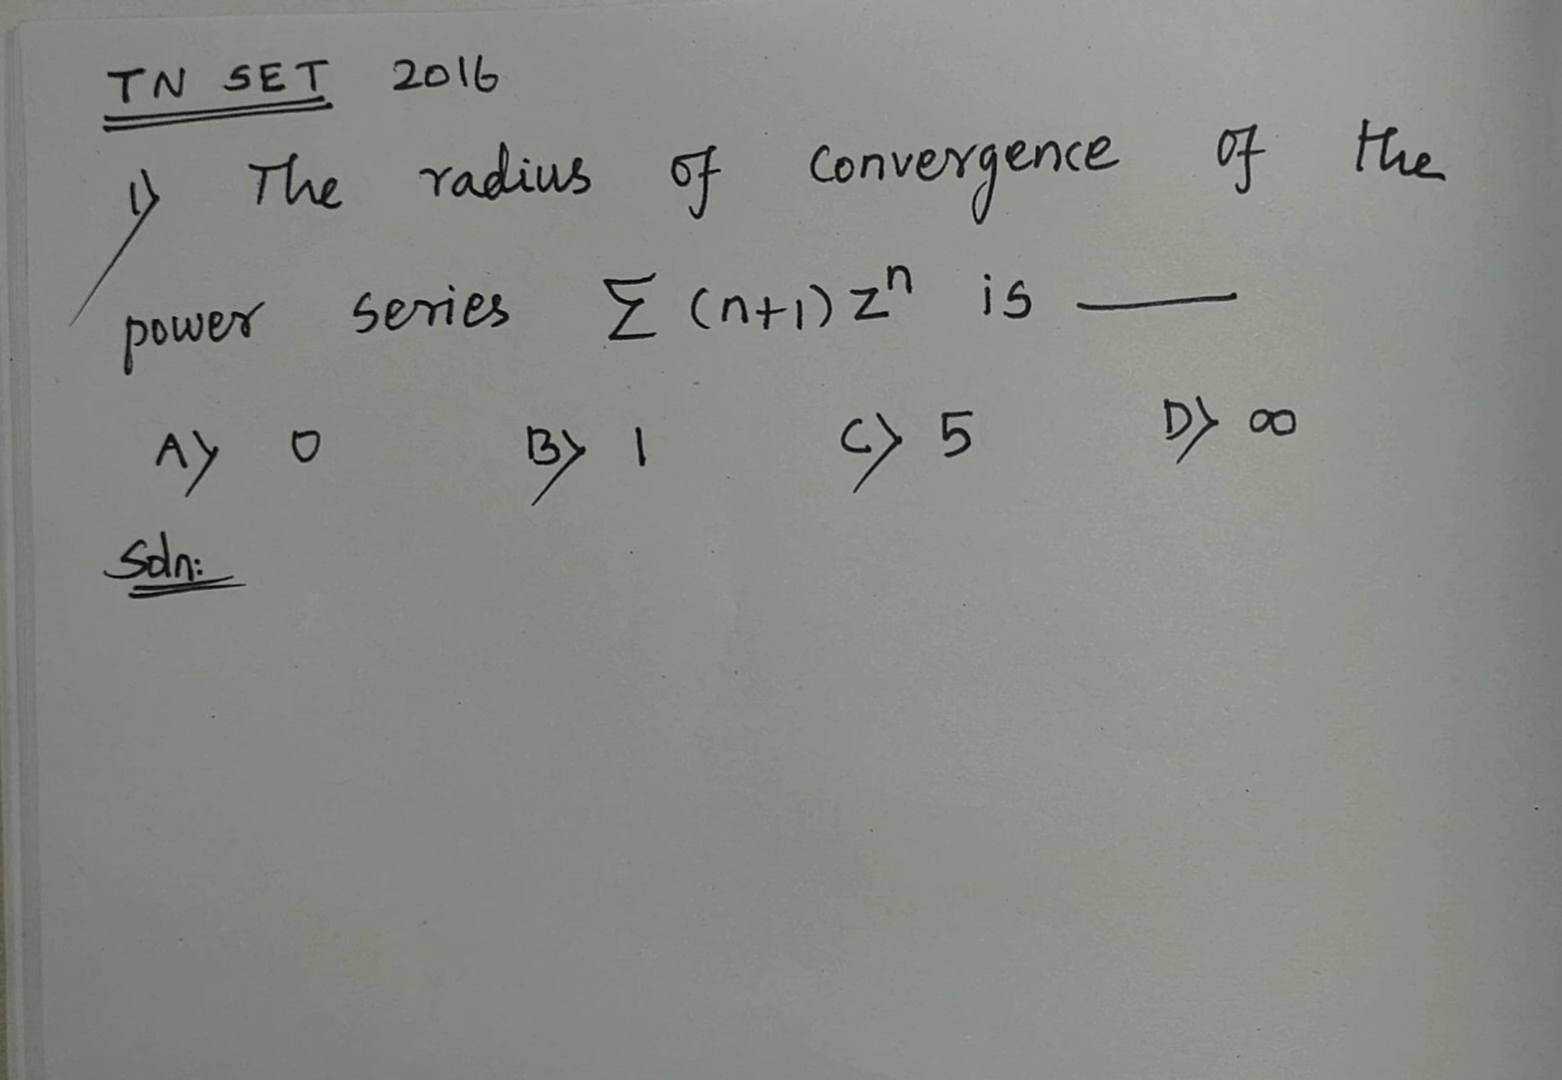 TN SET 2016
1) The radius of convergence of the
power series Σ (n+1) zⁿ is ____
A) 0 B) 1 C) 5 D) ∞
Soln: